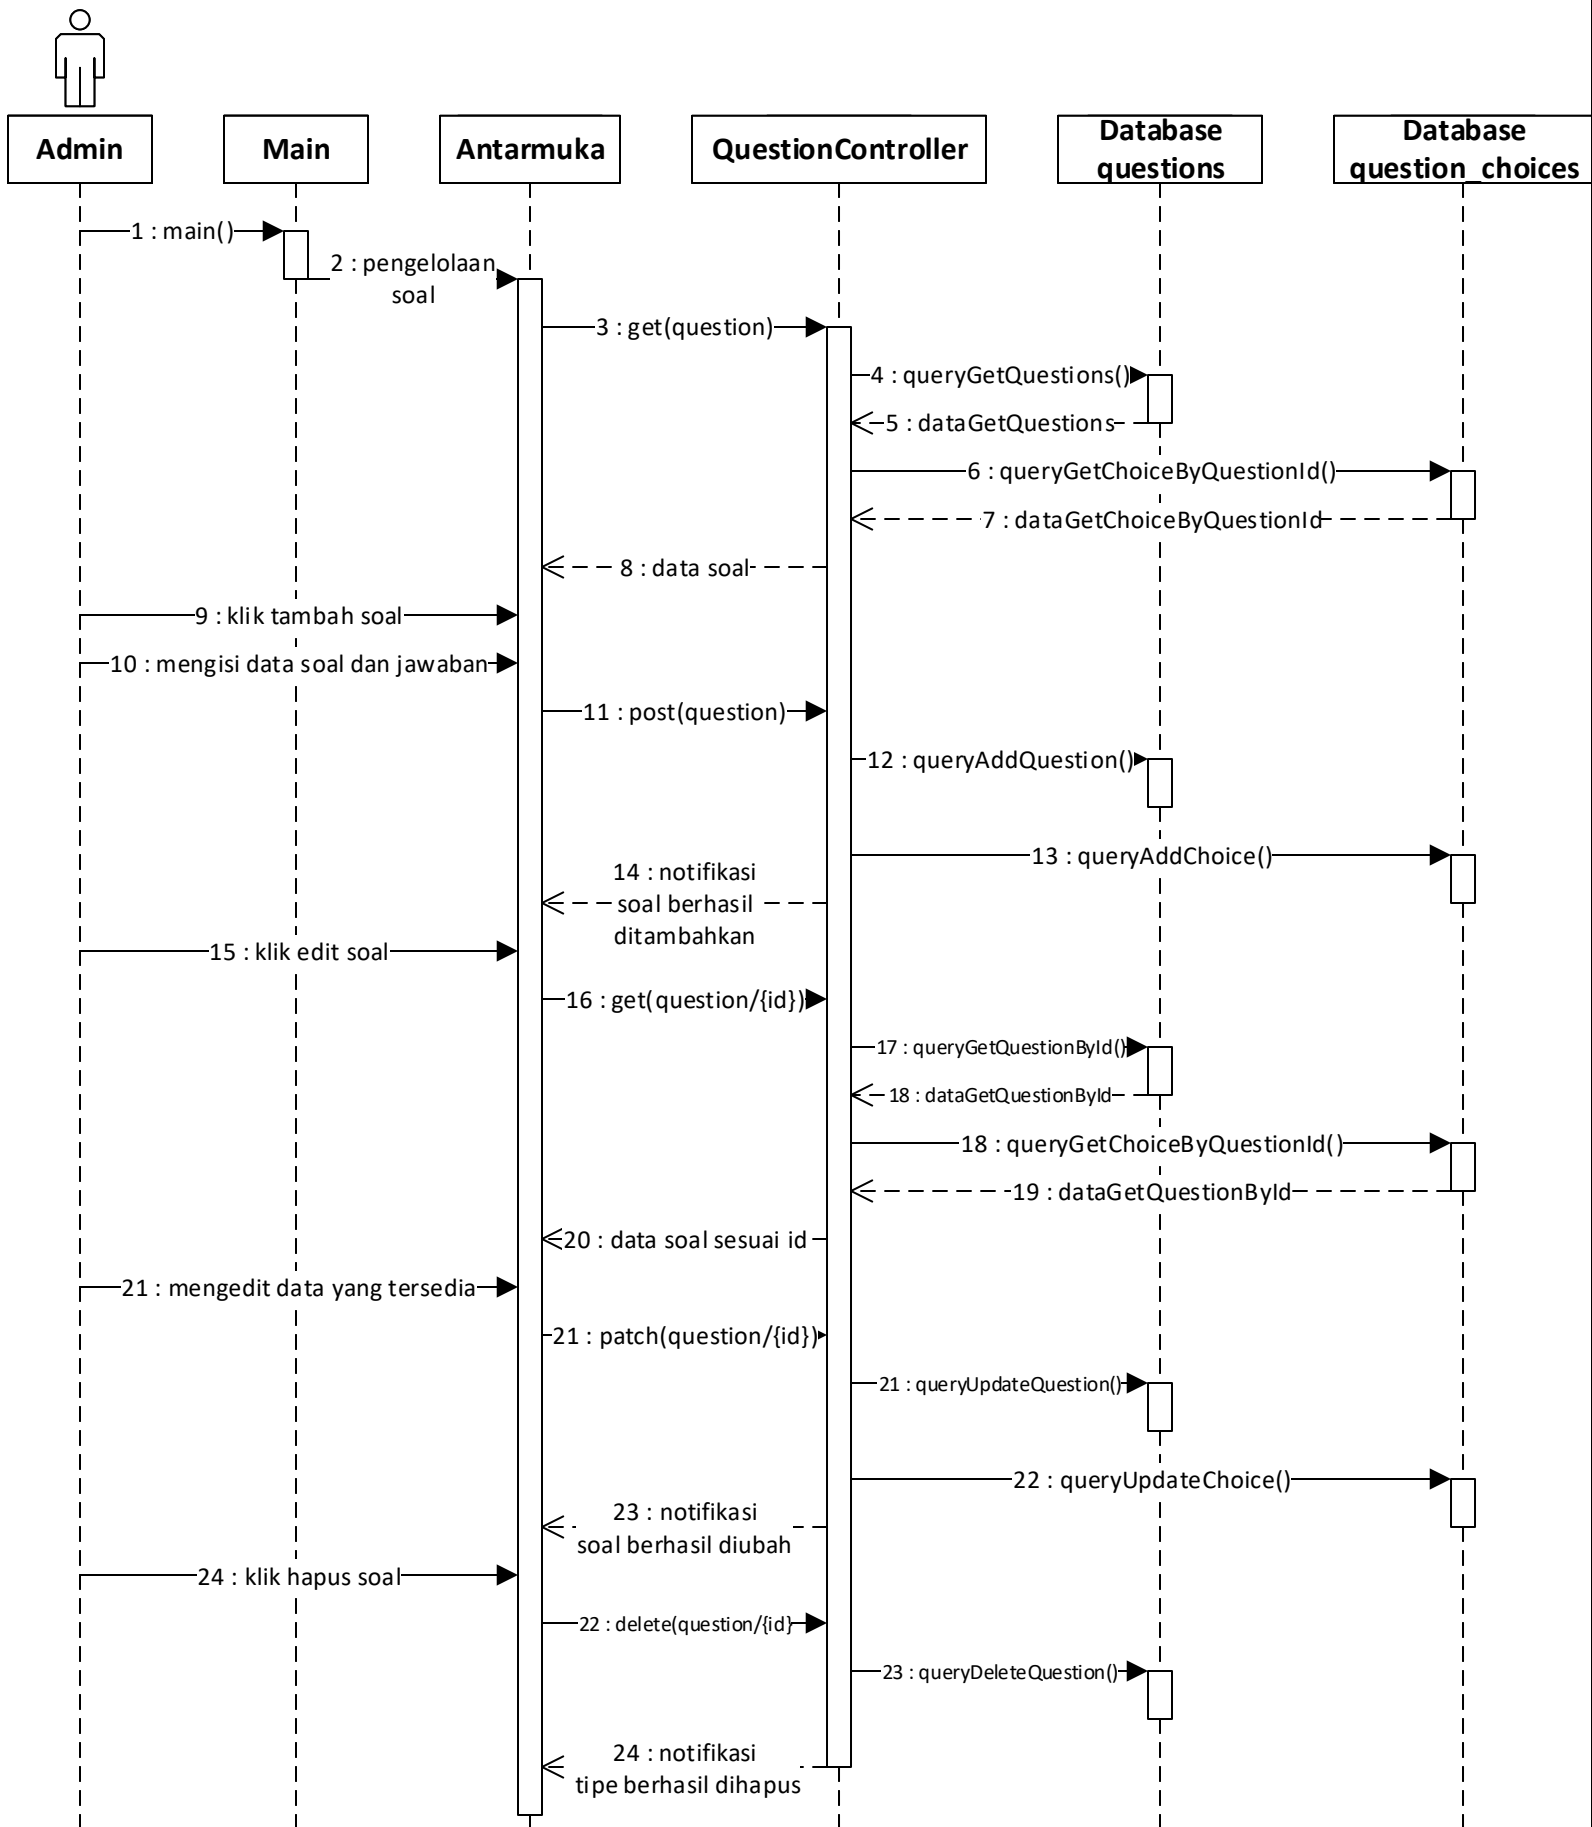 Admin
Main
Antarmuka
QuestionController
Database
questions
Database
question_choices
1 : main()
2 : pengelolaan
soal
3 : get(question)
4 : queryGetQuestions()
5 : dataGetQuestions
6 : queryGetChoiceByQuestionId()
7 : dataGetChoiceByQuestionId
8 : data soal
9 : klik tambah soal
10 : mengisi data soal dan jawaban
11 : post(question)
12 : queryAddQuestion()
13 : queryAddChoice()
14 : notifikasi
soal berhasil
ditambahkan
15 : klik edit soal
16 : get(question/{id})
17 : queryGetQuestionById()
18 : dataGetQuestionById
18 : queryGetChoiceByQuestionId()
19 : dataGetQuestionById
20 : data soal sesuai id
21 : mengedit data yang tersedia
21 : patch(question/{id})
21 : queryUpdateQuestion()
22 : queryUpdateChoice()
23 : notifikasi
soal berhasil diubah
24 : klik hapus soal
22 : delete(question/{id}
23 : queryDeleteQuestion()
24 : notifikasi
tipe berhasil dihapus